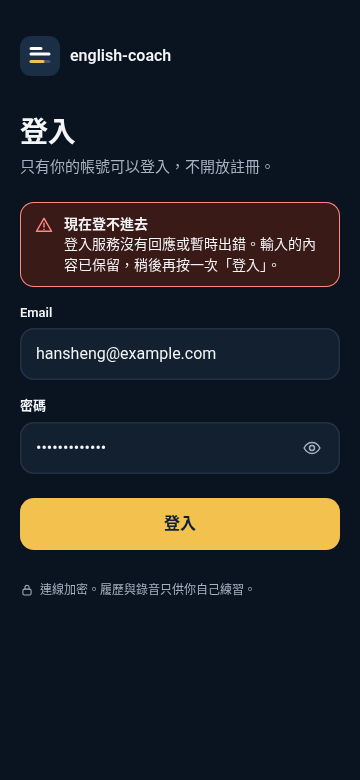 english-coach
登入
只有你的帳號可以登入，不開放註冊。
現在登不進去
登入服務沒有回應或暫時出錯。輸入的內
容已保留，稍後再按一次「登入」。
Email
hansheng@example.com
密碼
•••••••••••••
登入
連線加密。履歷與錄音只供你自己練習。